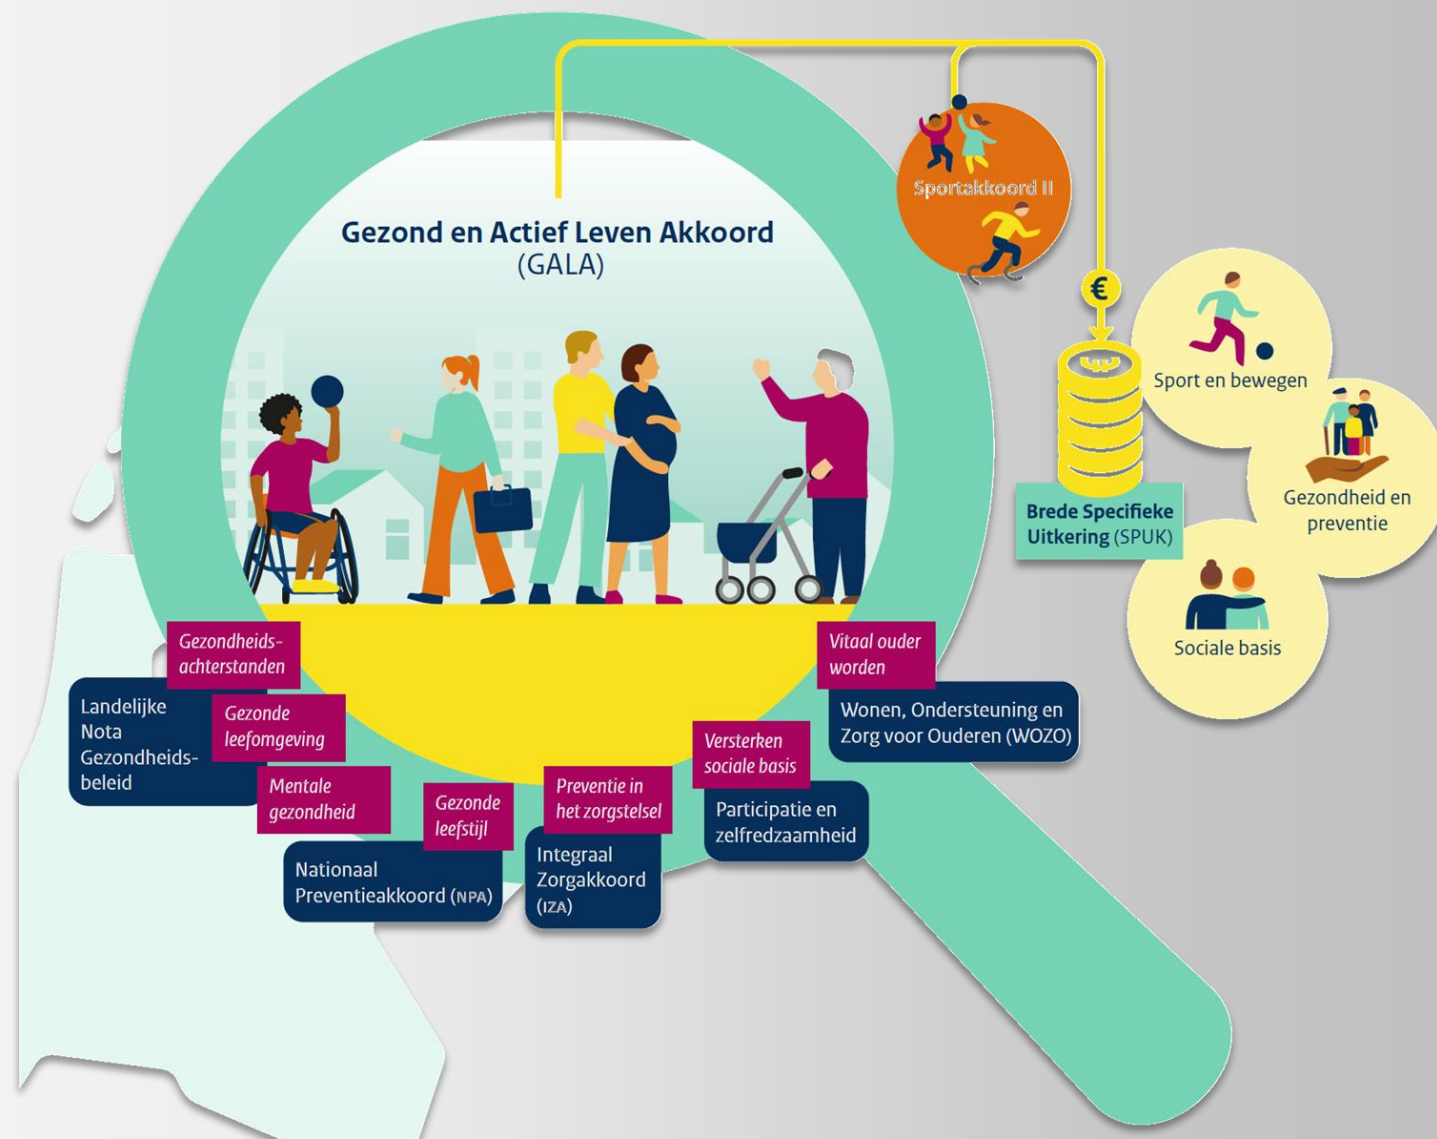 Gezond en Actief Leven Akkoord
(GALA)
Sportakkoord II
€
Sport en bewegen
Gezondheid en
preventie
Brede Specifieke
Uitkering (SPUK)
Sociale basis
Gezondheids-
achterstanden
Landelijke
Nota
Gezondheids-
beleid
Gezonde
leefomgeving
Mentale
gezondheid
Gezonde
leefstijl
Nationaal
Preventieakkoord (NPA)
Preventie in
het zorgstelsel
Integraal
Zorgakkoord
(IZA)
Versterken
sociale basis
Participatie en
zelfredzaamheid
Vitaal ouder
worden
Wonen, Ondersteuning en
Zorg voor Ouderen (WOZO)